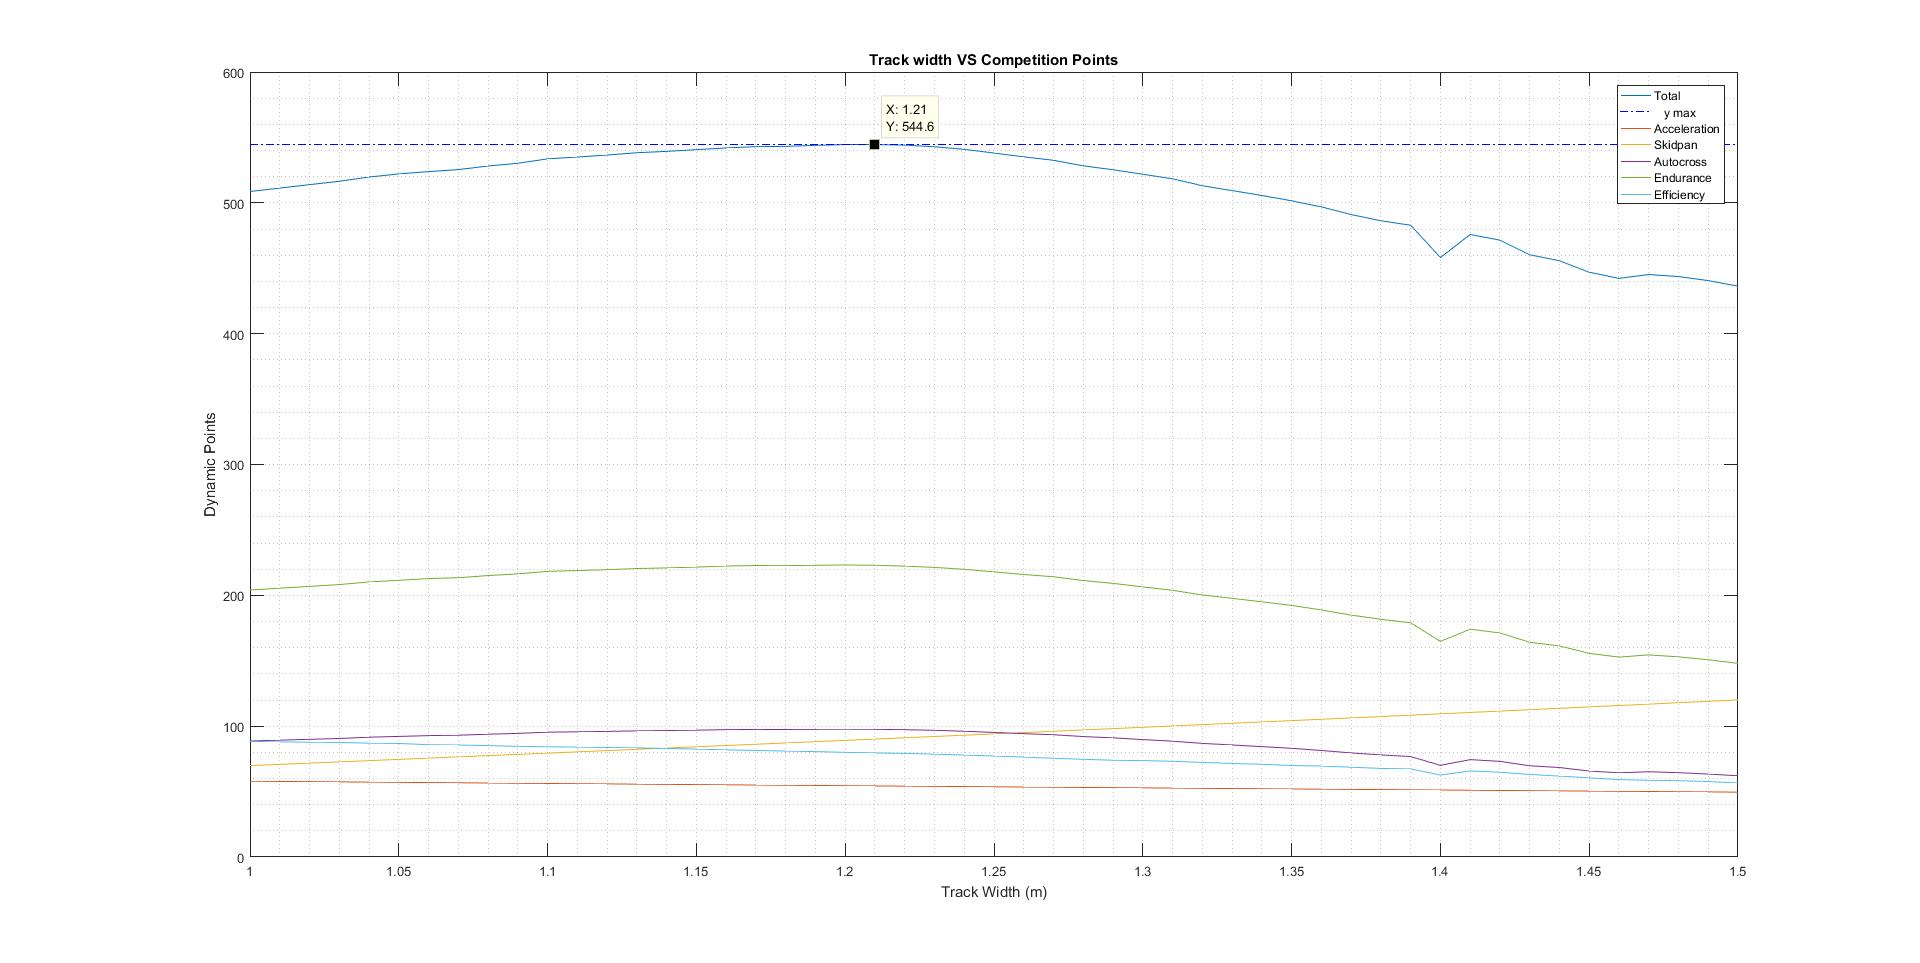 Track width VS Competition Points
600
500
400
300
200
100
0
Dynamic Points
X: 1.21
Y: 544.6
Total
y max
Acceleration
Skidpan
Autocross
Endurance
Efficiency
1
1.05
1.1
1.15
1.2
1.25
1.3
1.35
1.4
1.45
1.5
Track Width (m)